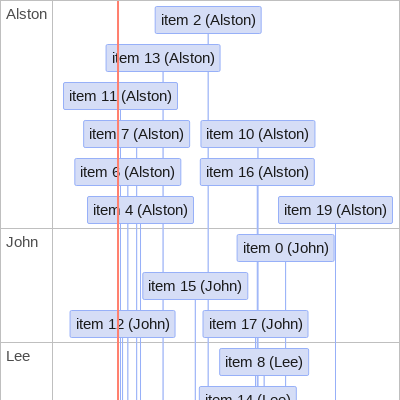 Alston
item 2 (Alston)
item 13 (Alston)
item 11 (Alston)
item 7 (Alston)
item 10 (Alston)
item 6 (Alston)
item 16 (Alston)
item 4 (Alston)
item 19 (Alston)
John
item 0 (John)
item 15 (John)
item 12 (John)
item 17 (John)
Lee
item 8 (Lee)
item 14 (Lee)